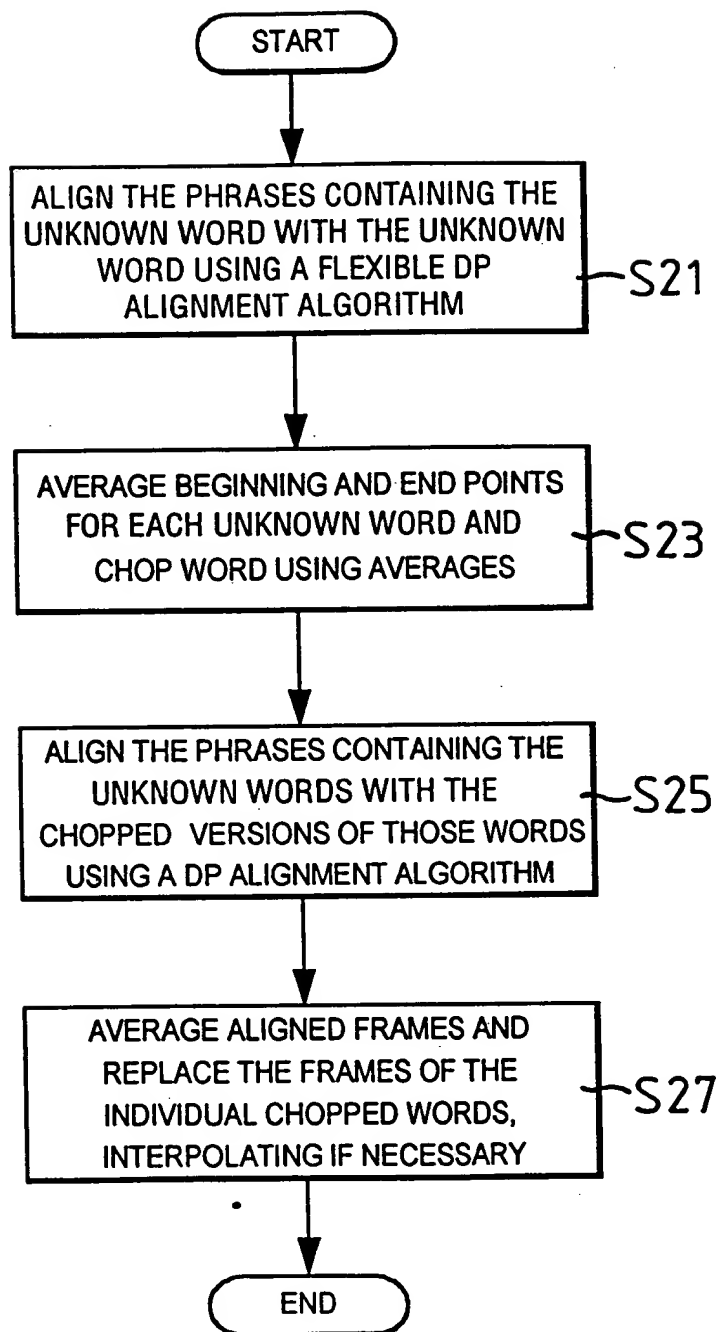 START
ALIGN THE PHRASES CONTAINING THE
UNKNOWN WORD WITH THE UNKNOWN
WORD USING A FLEXIBLE DP
ALIGNMENT ALGORITHM
S21
AVERAGE BEGINNING AND END POINTS
FOR EACH UNKNOWN WORD AND
CHOP WORD USING AVERAGES
S23
ALIGN THE PHRASES CONTAINING THE
UNKNOWN WORDS WITH THE
CHOPPED VERSIONS OF THOSE WORDS
USING A DP ALIGNMENT ALGORITHM
S25
AVERAGE ALIGNED FRAMES AND
REPLACE THE FRAMES OF THE
INDIVIDUAL CHOPPED WORDS,
INTERPOLATING IF NECESSARY
S27
END